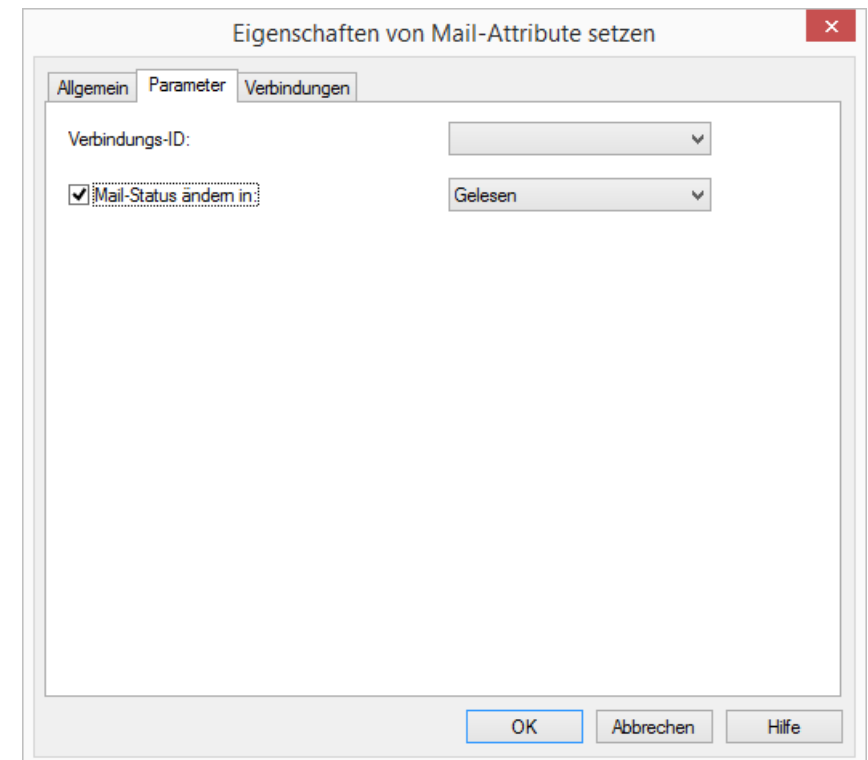 Eigenschaften von Mail-Attribute setzen
Allgemein Parameter Verbindungen
Verbindungs-ID:
Mail-Status ändern in: Gelesen
OK Abbrechen Hilfe